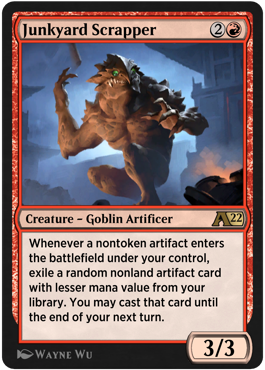 Junkyard Scrapper 2
Creature – Goblin Artificer A22
Whenever a nontoken artifact enters
the battlefield under your control,
exile a random nonland artifact card
with lesser mana value from your
library. You may cast that card until
the end of your next turn.
Wayne Wu
3/3